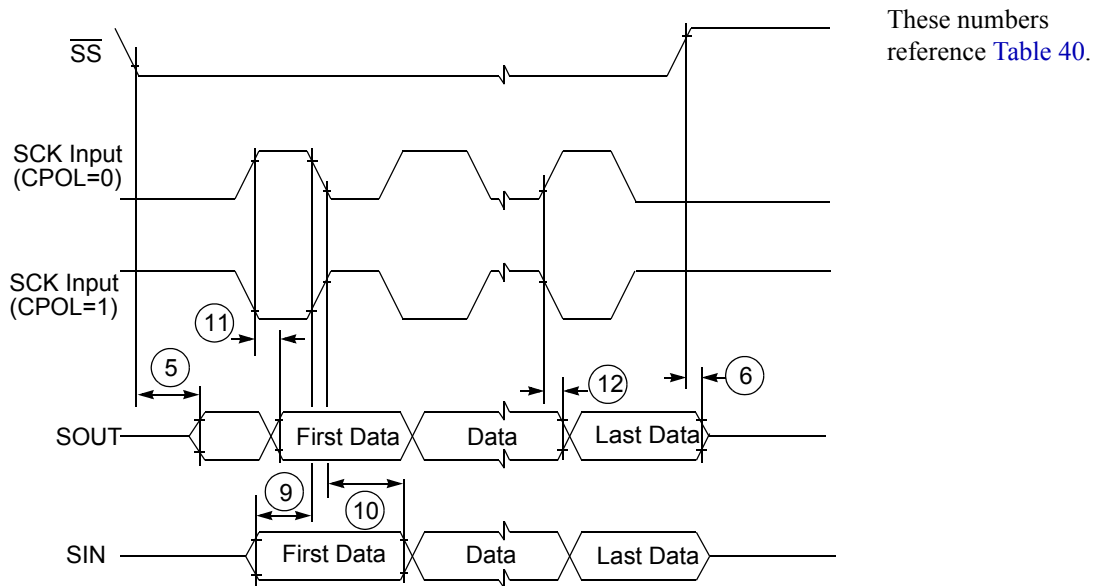 These numbers
reference Table 40.
SS
SCK Input
(CPOL=0)
SCK Input
(CPOL=1)
11
5
12
6
SOUT
First Data
Data
Last Data
9
10
SIN
First Data
Data
Last Data